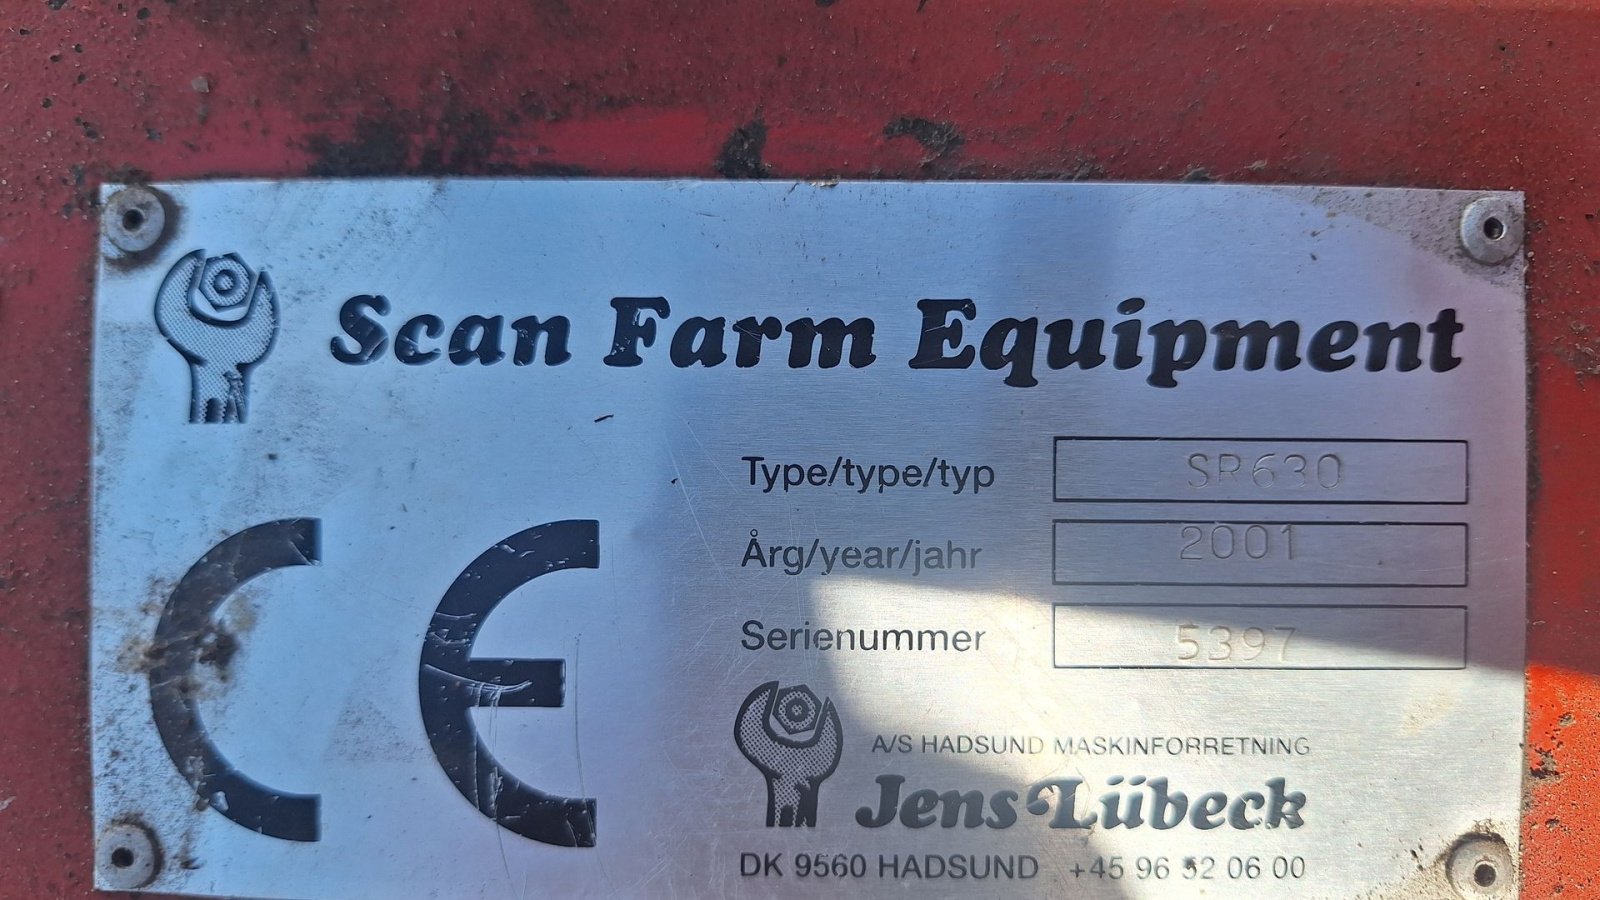 Scan Farm Equipment
Type/type/typ SR630
Årg/year/jahr 2001
Serienummer 5397
CE
A/S HADSUND MASKINFORRETNING
Jens Lübeck
DK 9560 HADSUND +45 96 52 06 00